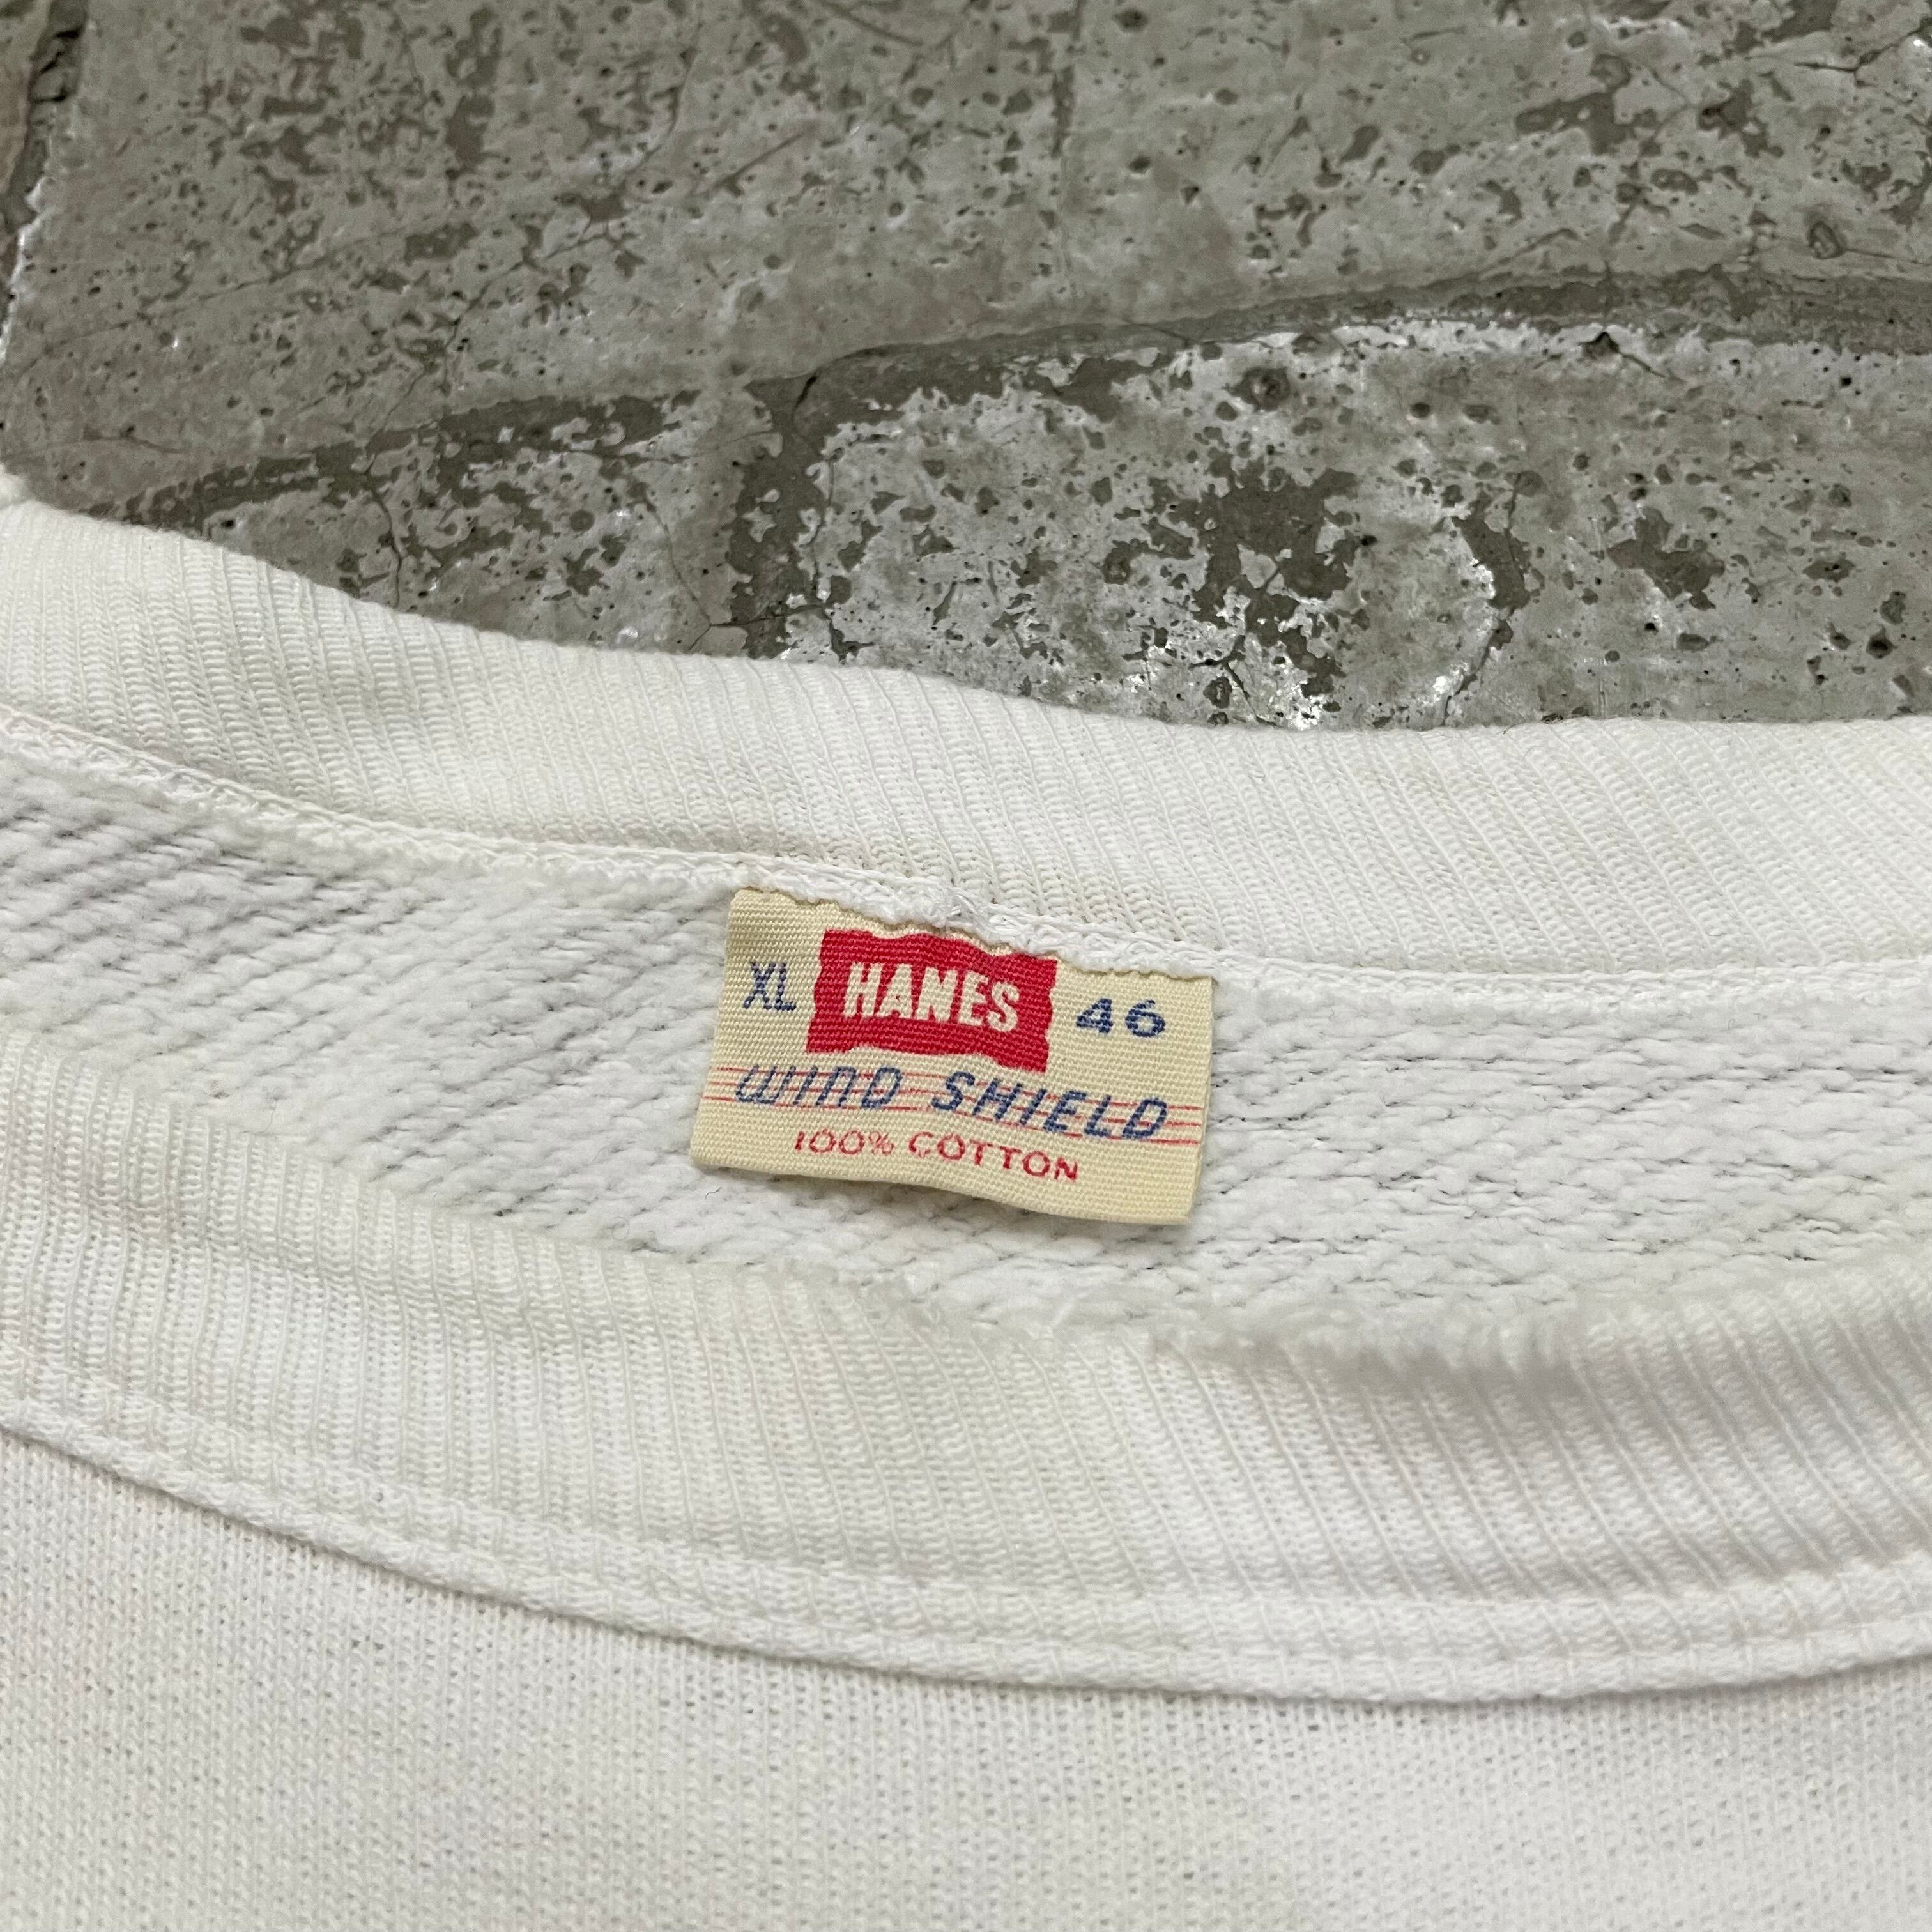 XL HANES 46
WIND SHIELD
100% COTTON